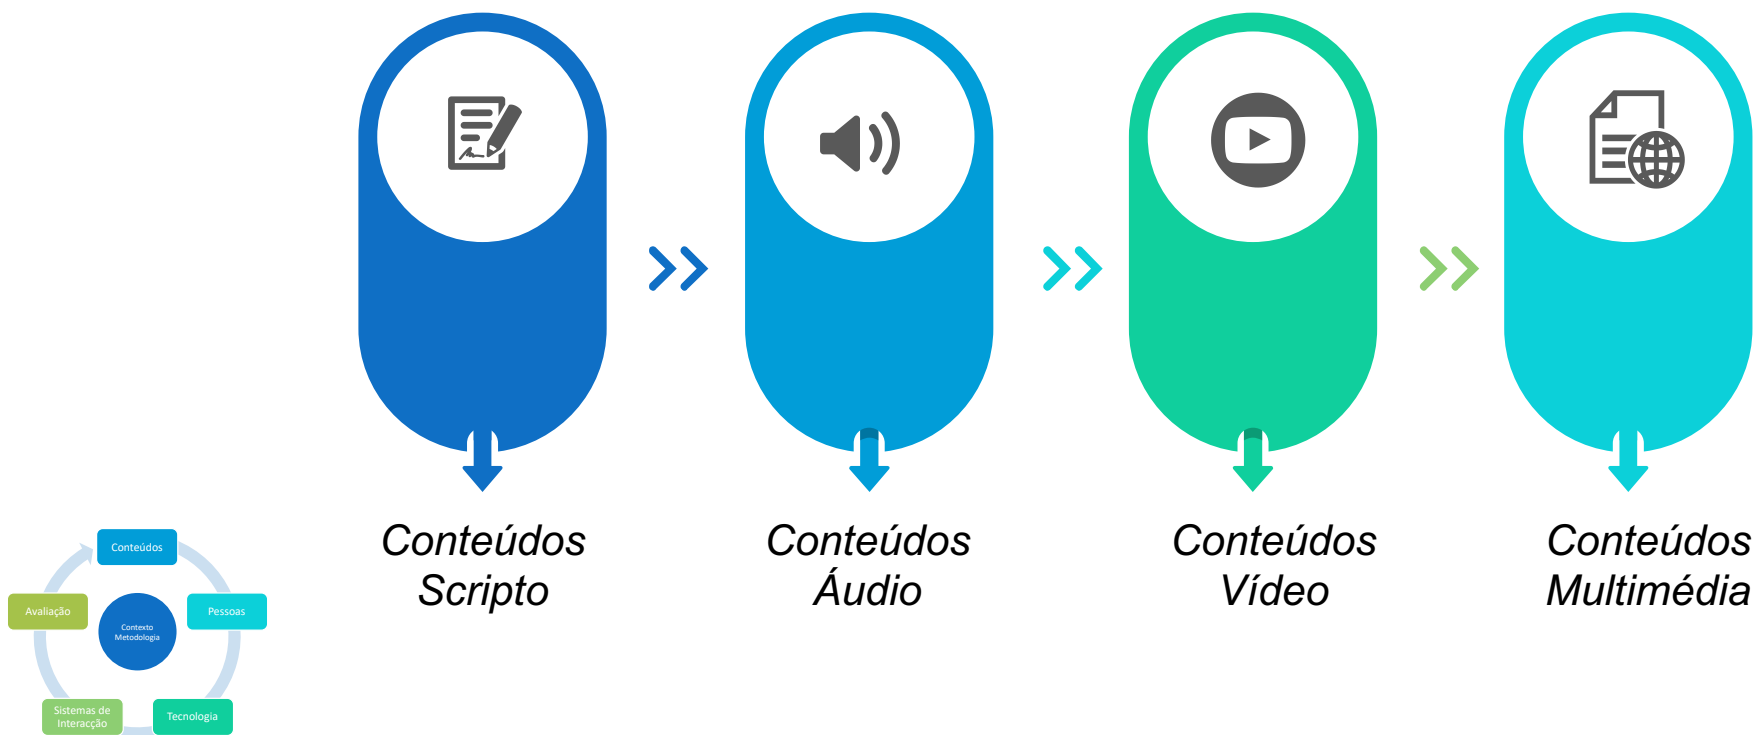 Conteúdos
Scripto
Conteúdos
Áudio
Conteúdos
Vídeo
Conteúdos
Multimédia
Conteúdos
Avaliação
Contexto
Metodologia
Pessoas
Sistemas de
Interacção
Tecnologia